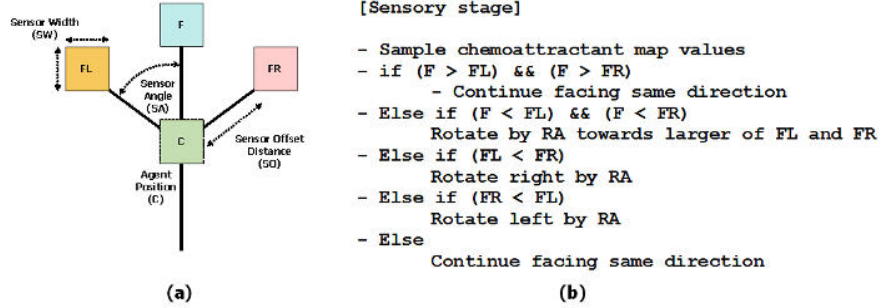 Sensor Width
(SW)
F
FL
FR
Sensor
Angle
(SA)
C
Sensor Offset
Distance
(SO)
Agent
Position
(C)
(a)
[Sensory stage]
- Sample chemoattractant map values
- if (F > FL) && (F > FR)
- Continue facing same direction
- Else if (F < FL) && (F < FR)
Rotate by RA towards larger of FL and FR
- Else if (FL < FR)
Rotate right by RA
- Else if (FR < FL)
Rotate left by RA
- Else
Continue facing same direction
(b)